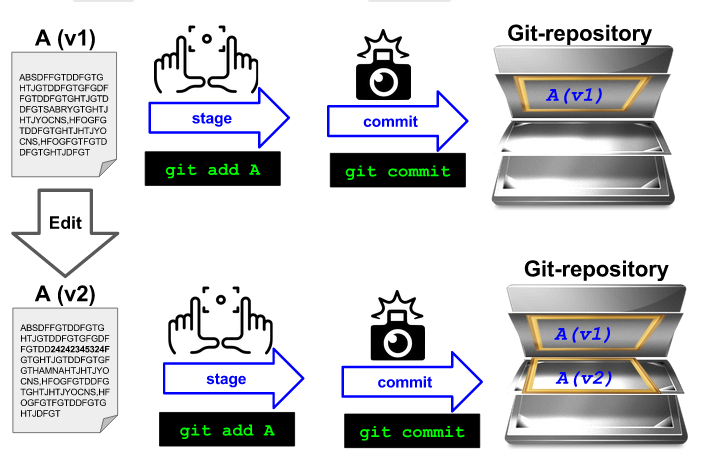 A (v1)
ABSDFFGTDDFGTG
HTJGTDDFGTGFGDF
FGTDDFGTGHTJGTD
DFGTSABRYGTGHTJ
HTJYOCNS,HFOGFG
TDDFGTGHTJHTJYO
CNS,HFOGFGTFGTD
DFGTGHTJDFGT
stage
git add A
commit
git commit
Git-repository
A(v1)
Edit
A (v2)
ABSDFFGTDDFGTG
HTJGTDDFGTGFGDF
FGTDD24242345324F
GTGHTJGTDDFGTGF
GTHAMNAHTJHTJYO
CNS,HFOGFGTDDFG
TGHTJHTJYOCNS,HF
OGFGTFGTDDFGTG
HTJDFGT
stage
git add A
commit
git commit
Git-repository
A(v1)
A(v2)